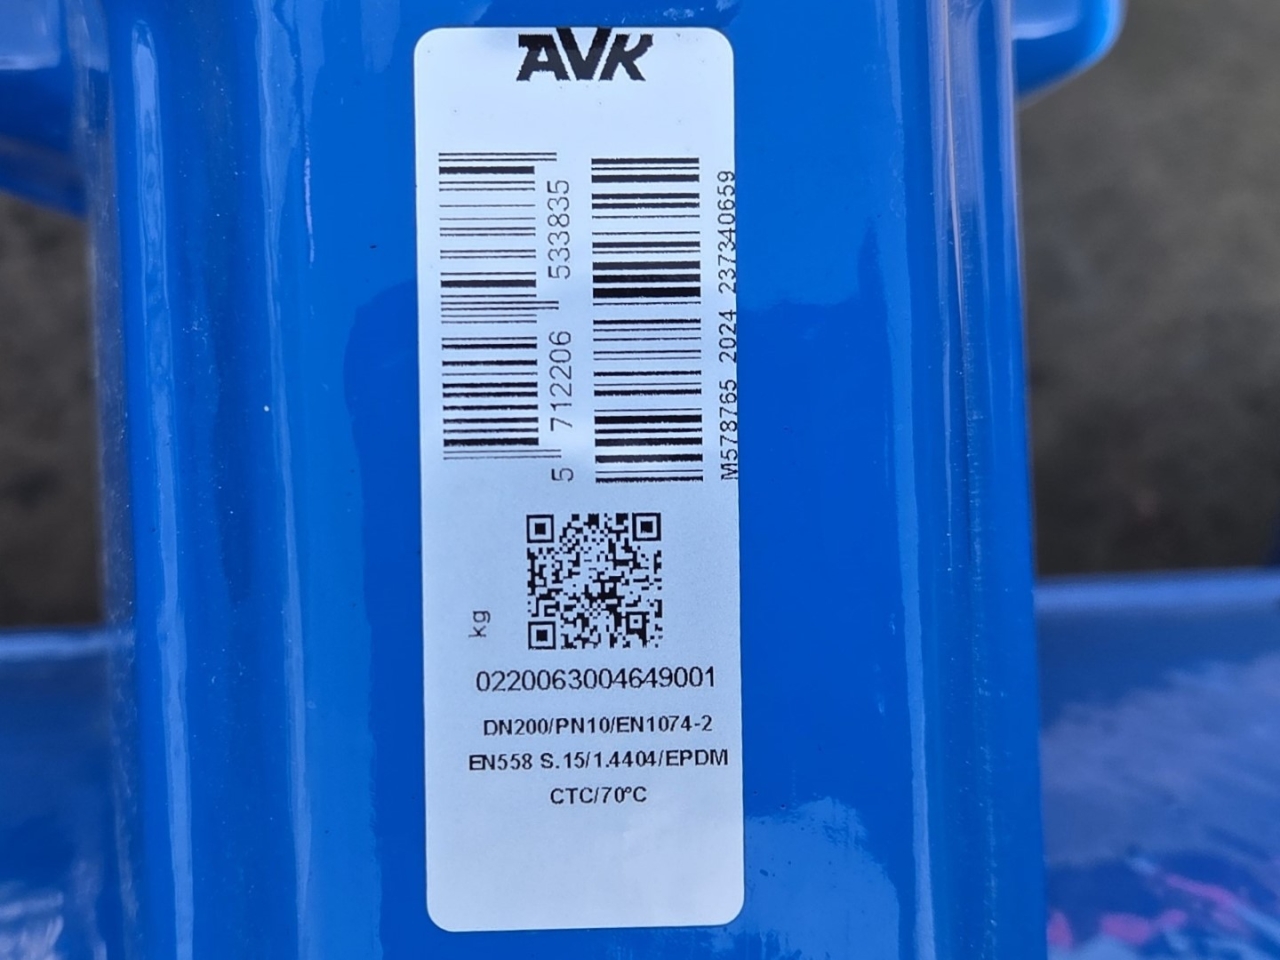 AVK
5 712206 533835
M578765 2024 237340659
kg
0220063004649001
DN200/PN10/EN1074-2
EN558 S.15/1.4404/EPDM
CTC/70°C